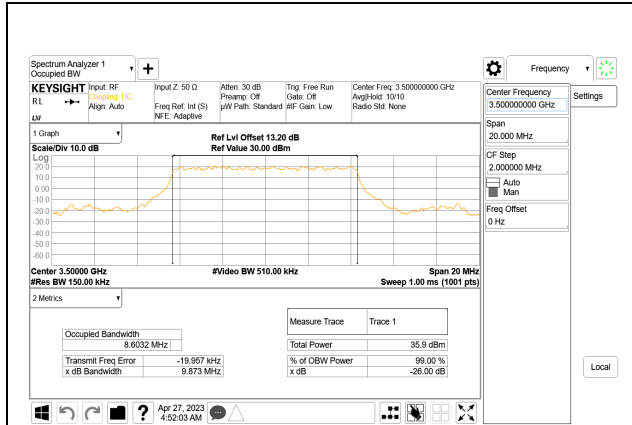 Spectrum Analyzer 1
Occupied BW
Frequency
KEYSIGHT
RL
LXI
Input: RF
Coupling: DC
Align: Auto
Input Z: 50 Ω
Freq Ref: Int (S)
NFE: Adaptive
Atten: 30 dB
Preamp: Off
µW Path: Standard
Trig: Free Run
Gate: Off
#IF Gain: Low
Center Freq: 3.500000000 GHz
Avg|Hold: 10/10
Radio Std: None
Center Frequency
3.500000000 GHz
Settings
Span
20.000 MHz
CF Step
2.000000 MHz
Auto
Man
Freq Offset
0 Hz
Local
1 Graph
Scale/Div 10.0 dB
Ref Lvl Offset 13.20 dB
Ref Value 30.00 dBm
Log
20.0
10.0
0.00
-10.0
-20.0
-30.0
-40.0
-50.0
-60.0
Center 3.50000 GHz
#Video BW 510.00 kHz
Span 20 MHz
#Res BW 150.00 kHz
Sweep 1.00 ms (1001 pts)
2 Metrics
Measure Trace
Trace 1
Occupied Bandwidth
8.6032 MHz
Total Power
35.9 dBm
Transmit Freq Error
-19.957 kHz
% of OBW Power
99.00 %
x dB Bandwidth
9.873 MHz
x dB
-26.00 dB
?
Apr 27, 2023
4:52:03 AM